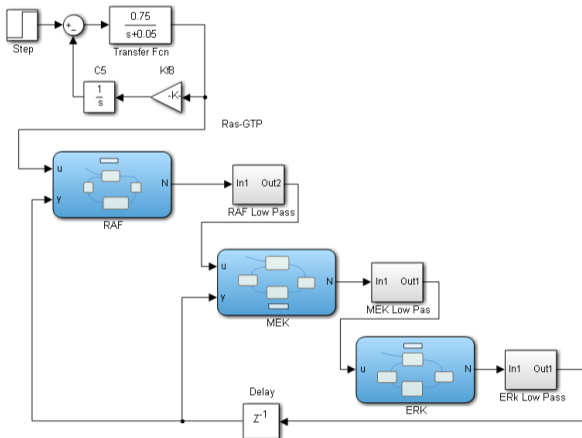 Step
+
-
0.75
s+0.05
Transfer Fcn
C5
KfB
1
s
-K-
Ras-GTP
u
y
N
RAF
In1 Out2
RAF Low Pass
u
y
N
MEK
In1 Out1
MEK Low Pas
u
N
ERK
In1 Out1
ERk Low Pass
Delay
Z-1